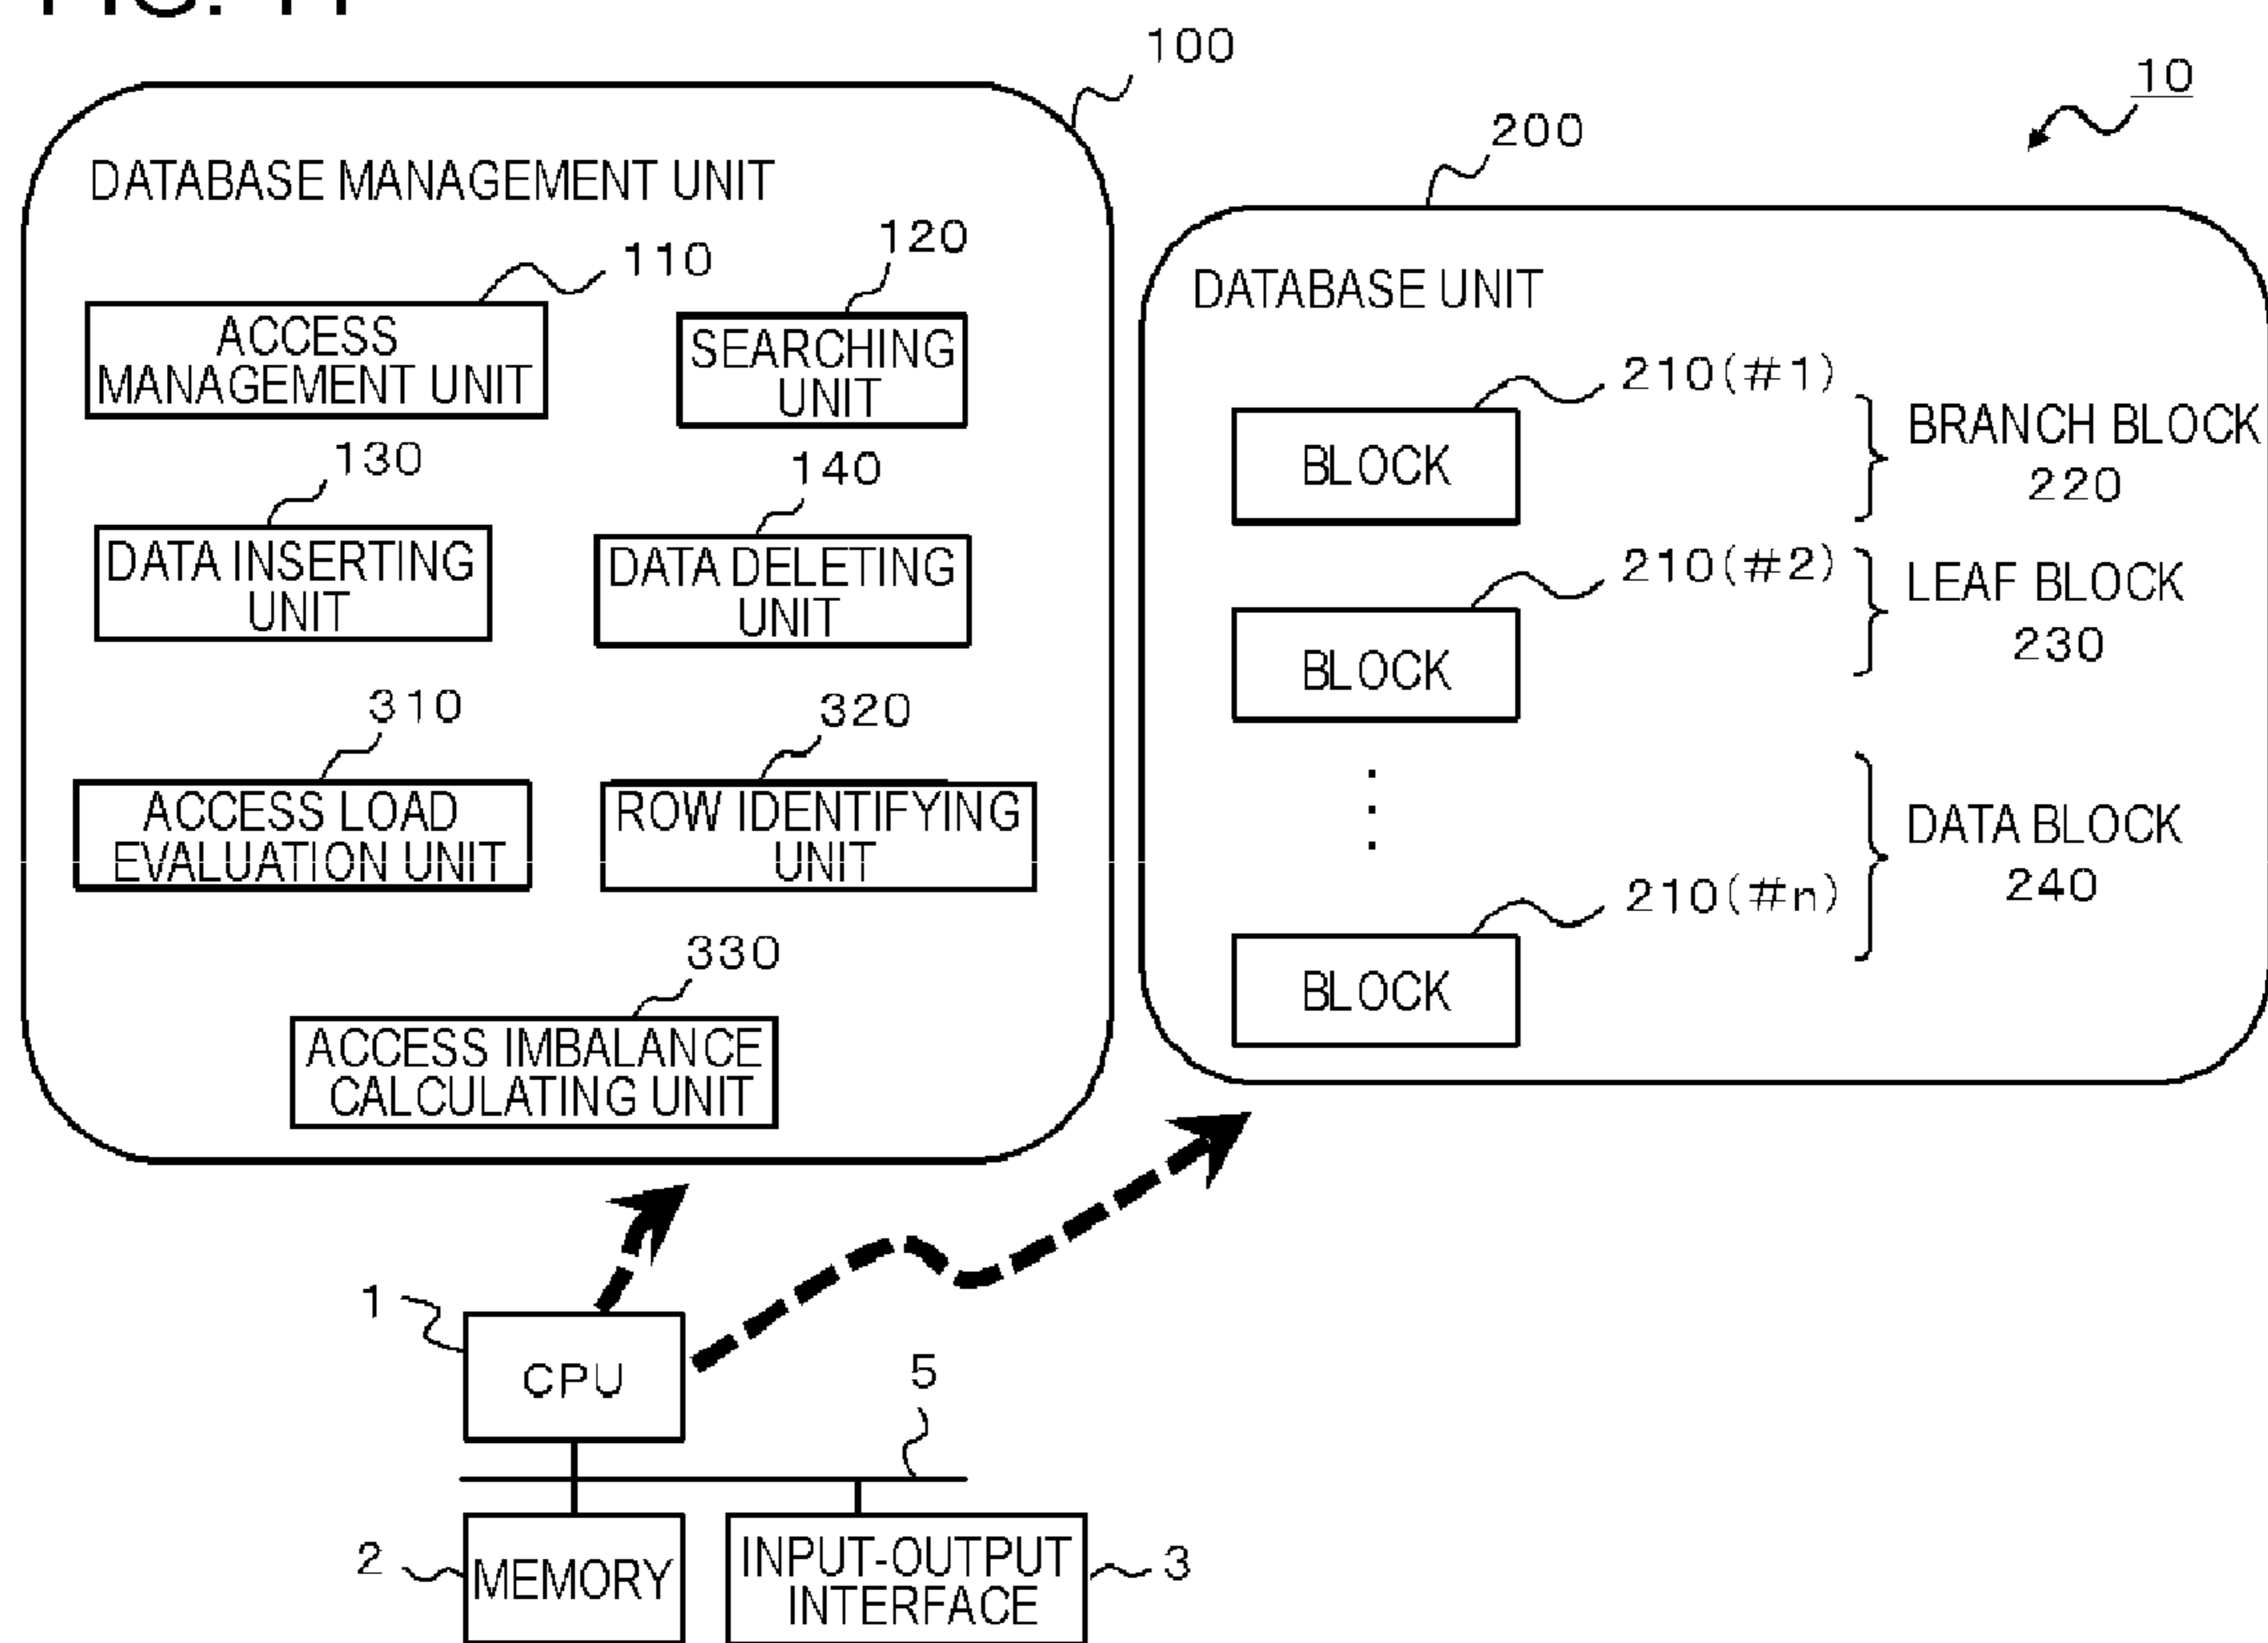 100
10
200
DATABASE MANAGEMENT UNIT
110
120
ACCESS
MANAGEMENT UNIT
SEARCHING
UNIT
130
140
DATA INSERTING
UNIT
DATA DELETING
UNIT
310
320
ACCESS LOAD
EVALUATION UNIT
ROW IDENTIFYING
UNIT
330
ACCESS IMBALANCE
CALCULATING UNIT
DATABASE UNIT
210(#1)
BLOCK
BRANCH BLOCK
220
210(#2)
BLOCK
LEAF BLOCK
230
DATA BLOCK
240
210(#n)
BLOCK
1
CPU
5
2
MEMORY
INPUT-OUTPUT
INTERFACE
3